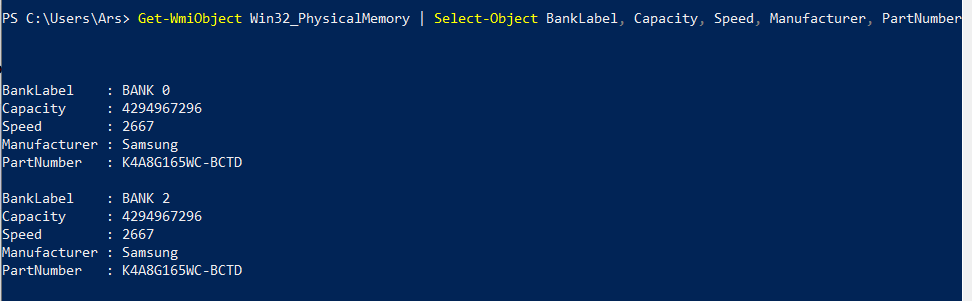 PS C:\Users\Ars> Get-WmiObject Win32_PhysicalMemory | Select-Object BankLabel, Capacity, Speed, Manufacturer, PartNumber
BankLabel    : BANK 0
Capacity     : 4294967296
Speed        : 2667
Manufacturer : Samsung
PartNumber   : K4A8G165WC-BCTD
BankLabel    : BANK 2
Capacity     : 4294967296
Speed        : 2667
Manufacturer : Samsung
PartNumber   : K4A8G165WC-BCTD